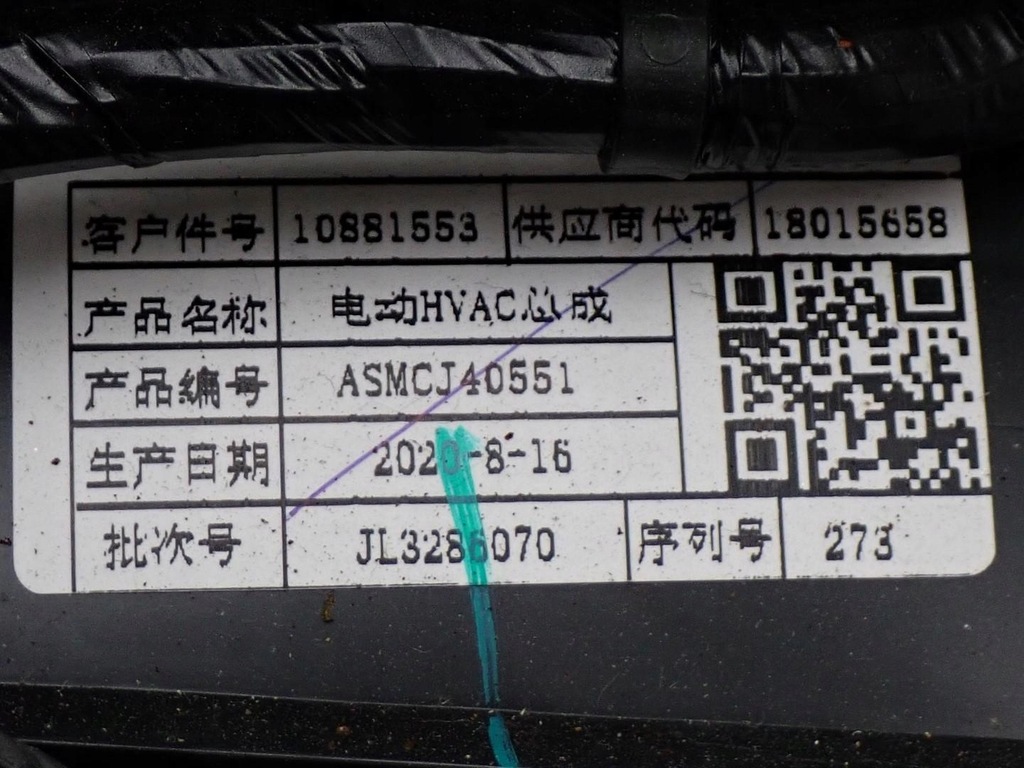 客户件号 10881553 供应商代码 18015658
产品名称 电动HVAC总成
产品编号 ASMCJ40551
生产日期 2020-8-16
批次号 JL3286070 序列号 273